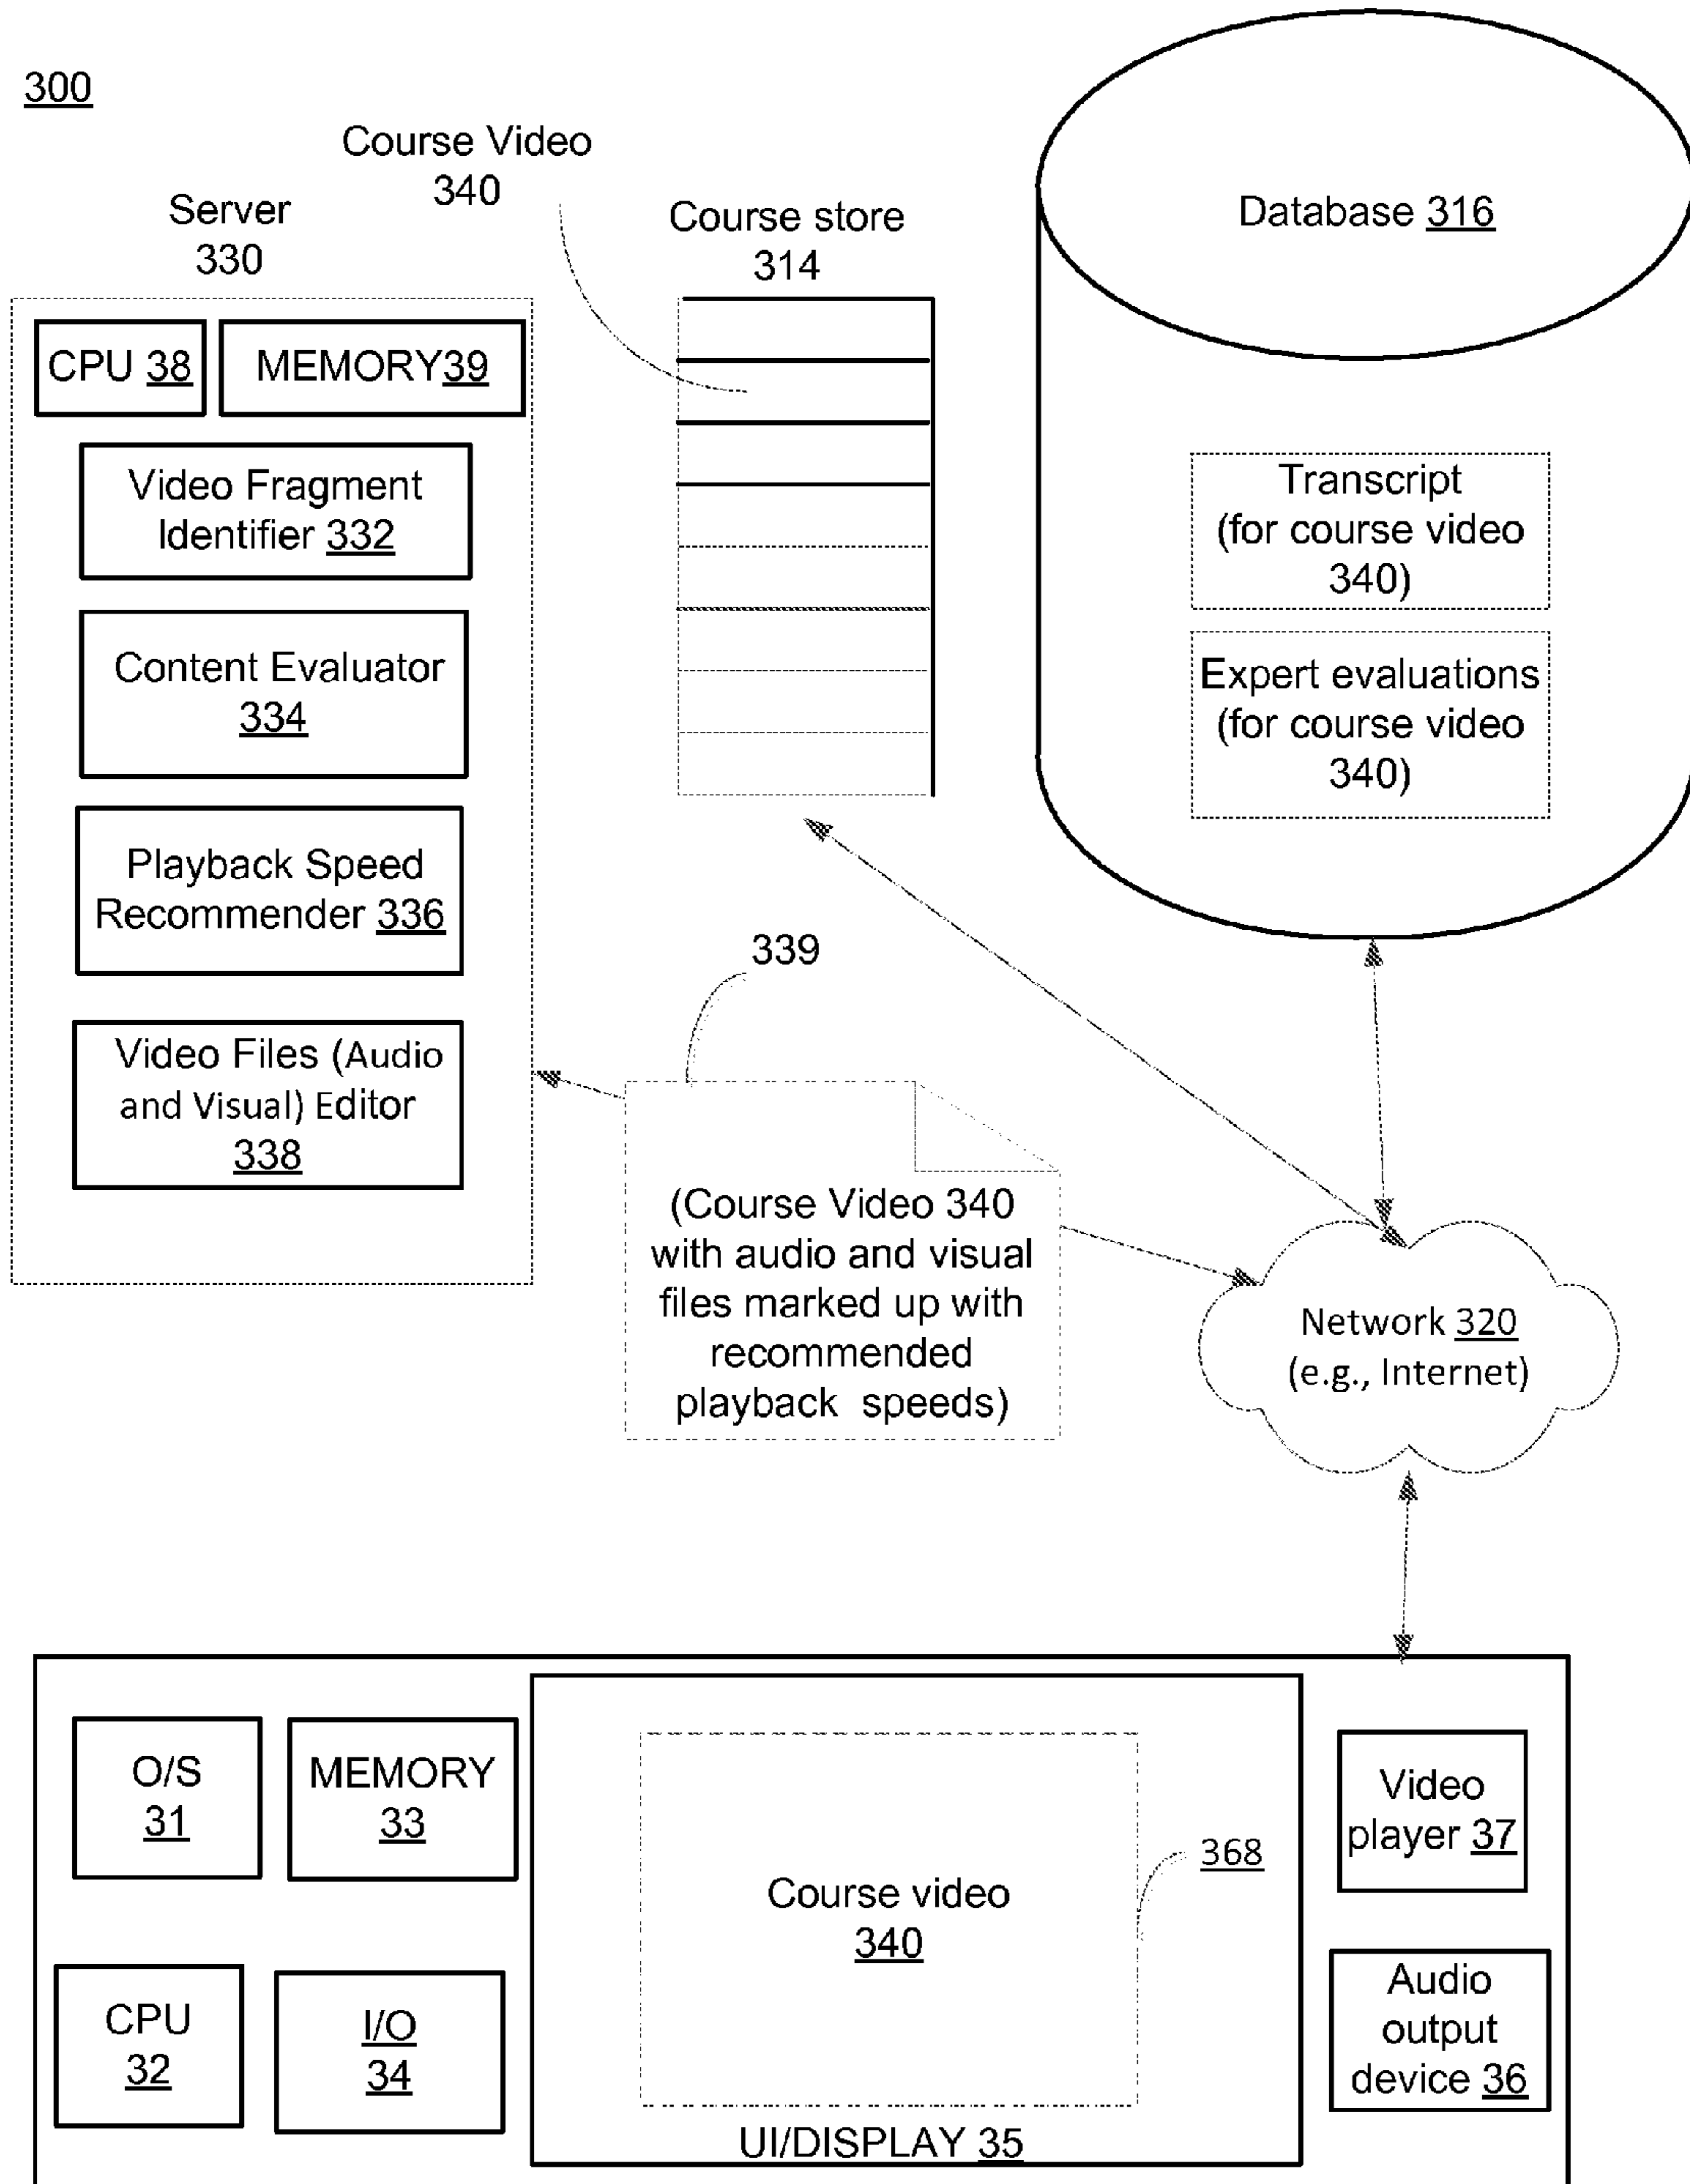 300
Course Video
340
Server
330
Course store
314
Database 316
CPU 38
MEMORY39
Video Fragment
Identifier 332
Content Evaluator
334
Playback Speed
Recommender 336
Video Files (Audio
and Visual) Editor
338
Transcript
(for course video
340)
Expert evaluations
(for course video
340)
339
(Course Video 340
with audio and visual
files marked up with
recommended
playback speeds)
Network 320
(e.g., Internet)
O/S
31
MEMORY
33
CPU
32
I/O
34
Course video
340
368
UI/DISPLAY 35
Video
player 37
Audio
output
device 36